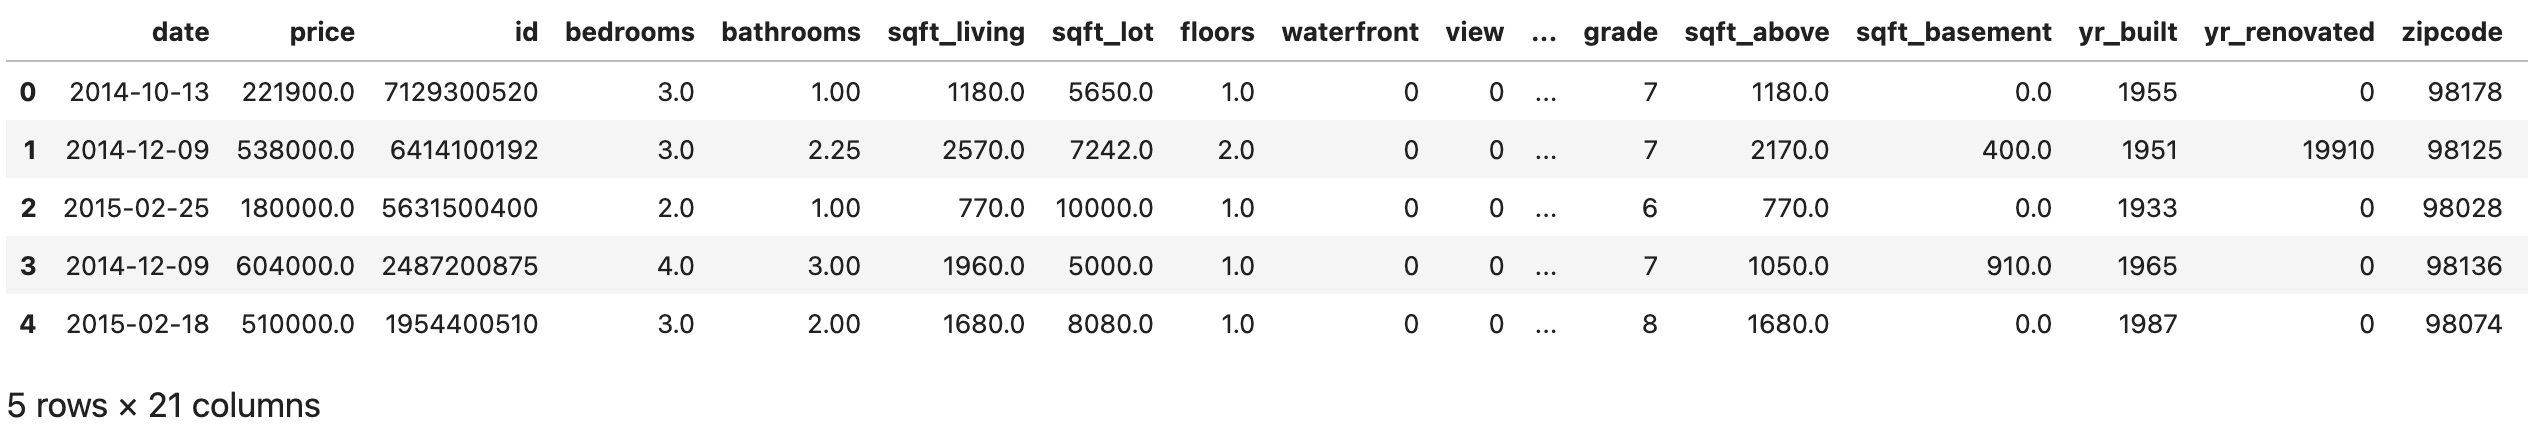 date price id bedrooms bathrooms sqft_living sqft_lot floors waterfront view ... grade sqft_above sqft_basement yr_built yr_renovated zipcode
0 2014-10-13 221900.0 7129300520 3.0 1.00 1180.0 5650.0 1.0 0 0 ... 7 1180.0 0.0 1955 0 98178
1 2014-12-09 538000.0 6414100192 3.0 2.25 2570.0 7242.0 2.0 0 0 ... 7 2170.0 400.0 1951 19910 98125
2 2015-02-25 180000.0 5631500400 2.0 1.00 770.0 10000.0 1.0 0 0 ... 6 770.0 0.0 1933 0 98028
3 2014-12-09 604000.0 2487200875 4.0 3.00 1960.0 5000.0 1.0 0 0 ... 7 1050.0 910.0 1965 0 98136
4 2015-02-18 510000.0 1954400510 3.0 2.00 1680.0 8080.0 1.0 0 0 ... 8 1680.0 0.0 1987 0 98074
5 rows × 21 columns